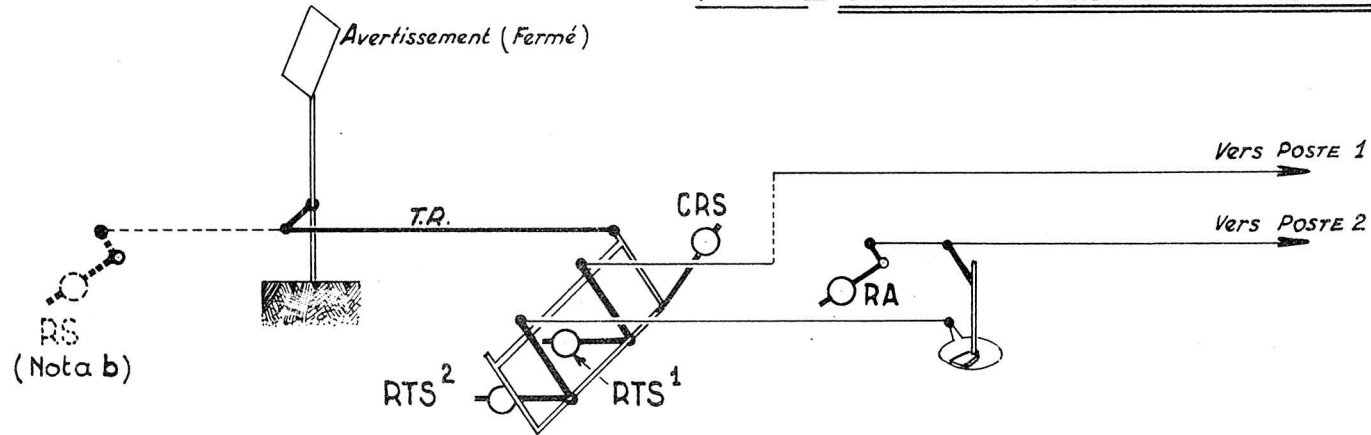 Avertissement (Fermé)
Vers POSTE 1
CRS
T.R.
Vers POSTE 2
RA
RS
(Nota b)
RTS²
RTS¹